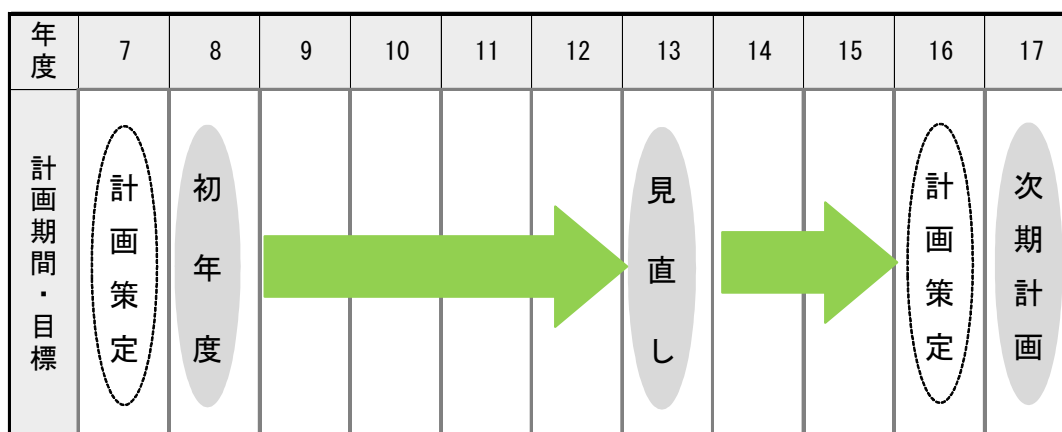 年度 7 8 9 10 11 12 13 14 15 16 17
計画期間・目標
計画策定
初年度
見直し
計画策定
次期計画